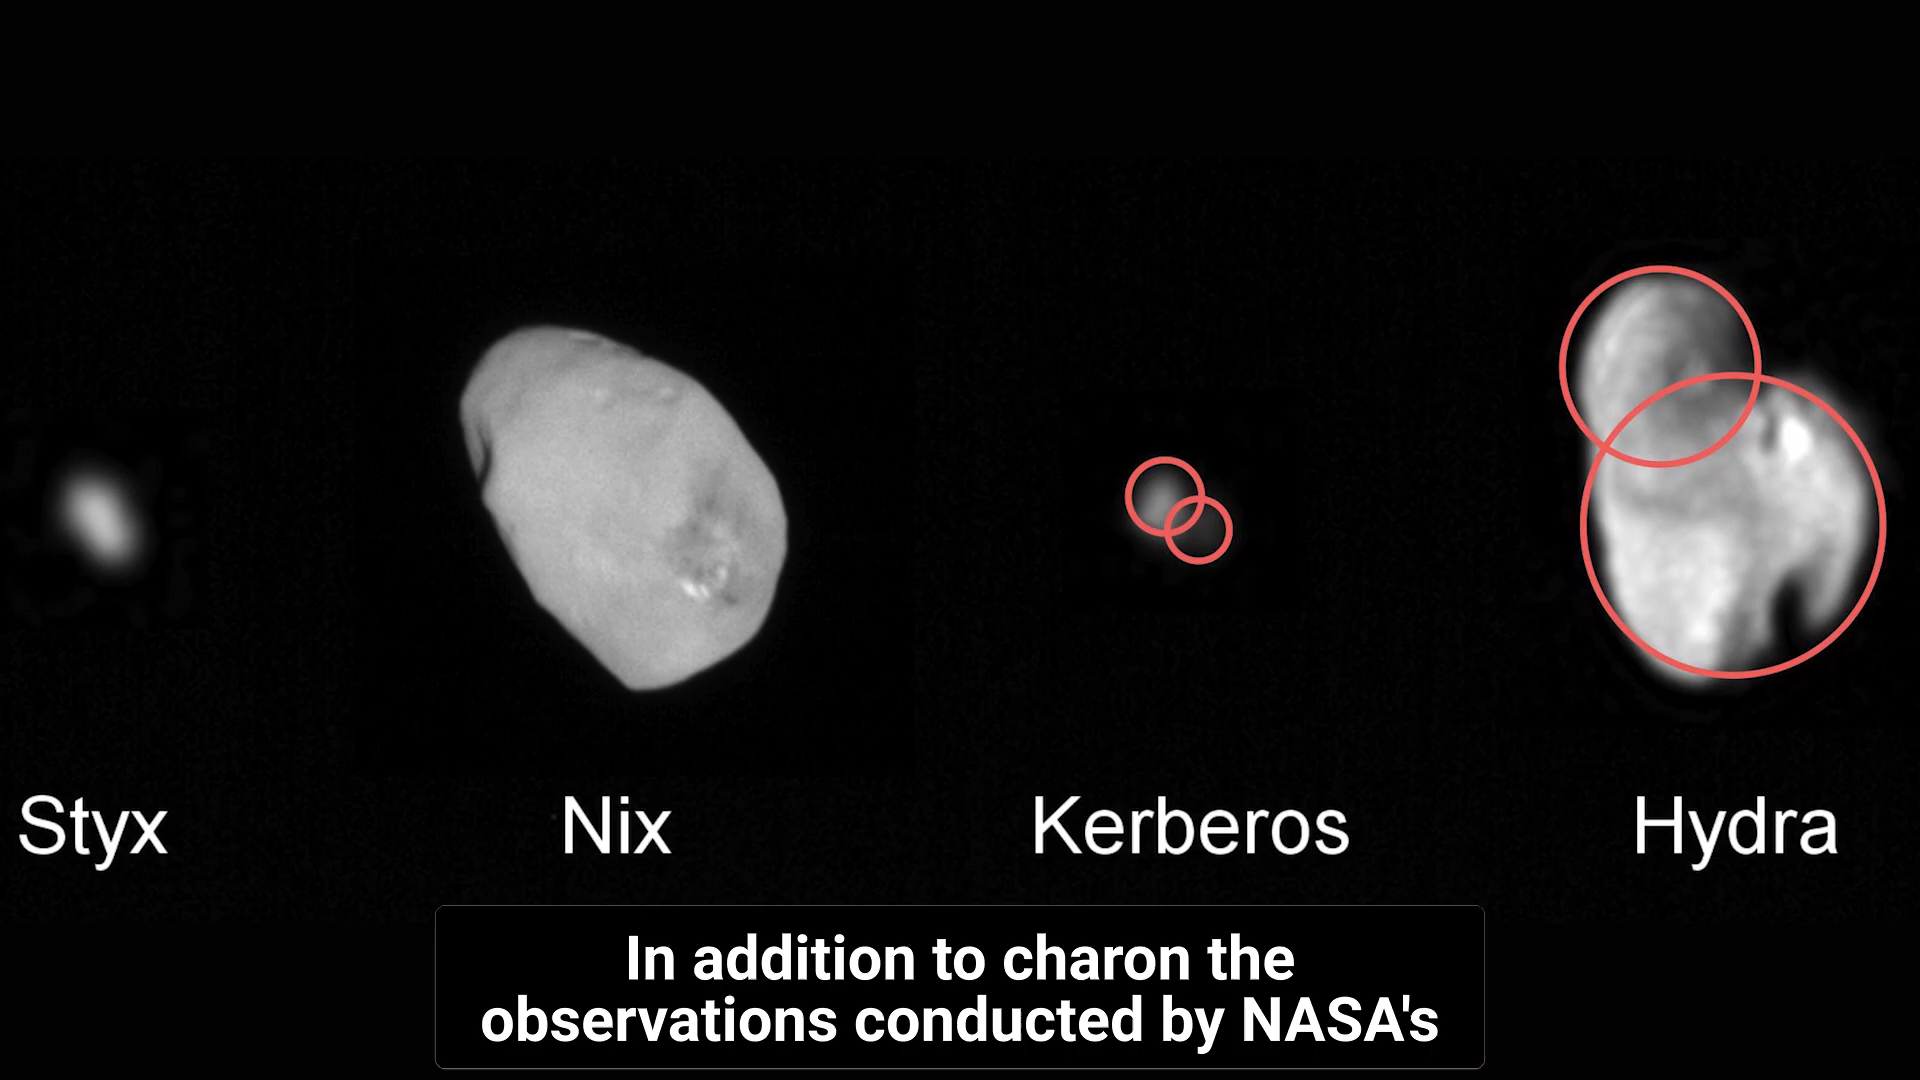 Styx Nix Kerberos Hydra
In addition to charon the
observations conducted by NASA's